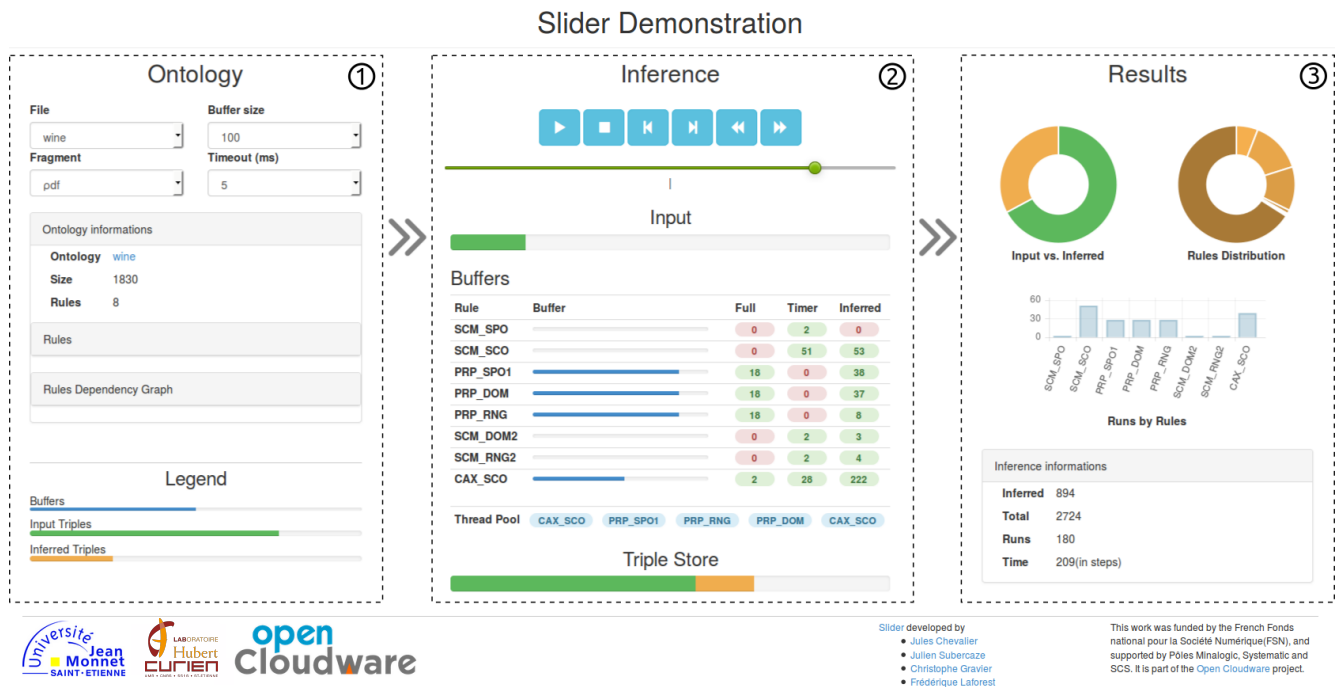 Slider Demonstration
Ontology
①
File
Buffer size
wine
100
Fragment
Timeout (ms)
ρdf
5
Ontology informations
Ontology wine
Size 1830
Rules 8
Rules
Rules Dependency Graph
Legend
Buffers
Input Triples
Inferred Triples
Inference
②
Input
Buffers
Rule Buffer Full Timer Inferred
SCM_SPO 0 2 0
SCM_SCO 0 51 53
PRP_SPO1 18 0 38
PRP_DOM 18 0 37
PRP_RNG 18 0 8
SCM_DOM2 0 2 3
SCM_RNG2 0 2 4
CAX_SCO 2 28 222
Thread Pool CAX_SCO PRP_SPO1 PRP_RNG PRP_DOM CAX_SCO
Triple Store
Results
③
Input vs. Inferred
Rules Distribution
60
30
0
SCM_SPO
SCM_SCO
PRP_SPO1
PRP_DOM
PRP_RNG
SCM_DOM2
SCM_RNG2
CAX_SCO
Runs by Rules
Inference informations
Inferred 894
Total 2724
Runs 180
Time 209(in steps)
Université
Jean
Monnet
SAINT-ETIENNE
LABORATOIRE
Hubert
CURIEN
open
Cloudware
Slider developed by
Jules Chevalier
Julien Subercaze
Christophe Gravier
Frédérique Laforest
This work was funded by the French Fonds
national pour la Société Numérique(FSN), and
supported by Pôles Minalogic, Systematic and
SCS. It is part of the Open Cloudware project.